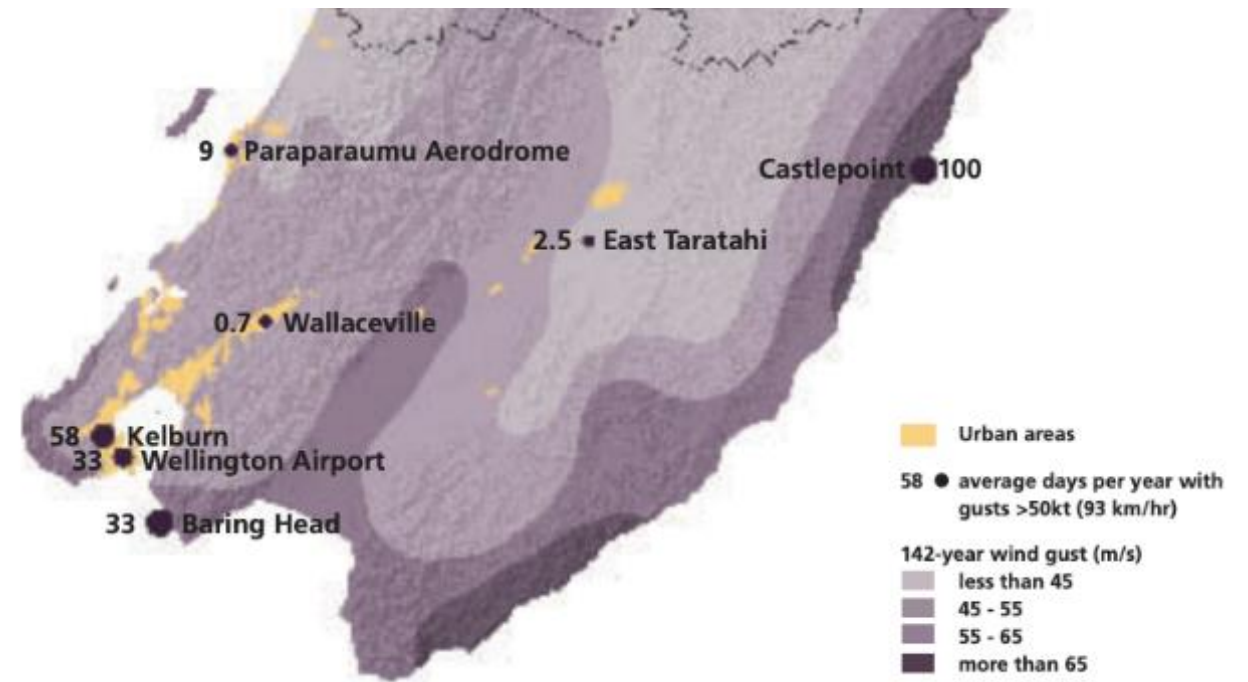 9 Paraparaumu Aerodrome
Castlepoint 100
2.5 East Taratahi
0.7 Wallaceville
58 Kelburn
33 Wellington Airport
33 Baring Head
Urban areas
58 average days per year with
gusts >50kt (93 km/hr)
142-year wind gust (m/s)
less than 45
45 - 55
55 - 65
more than 65